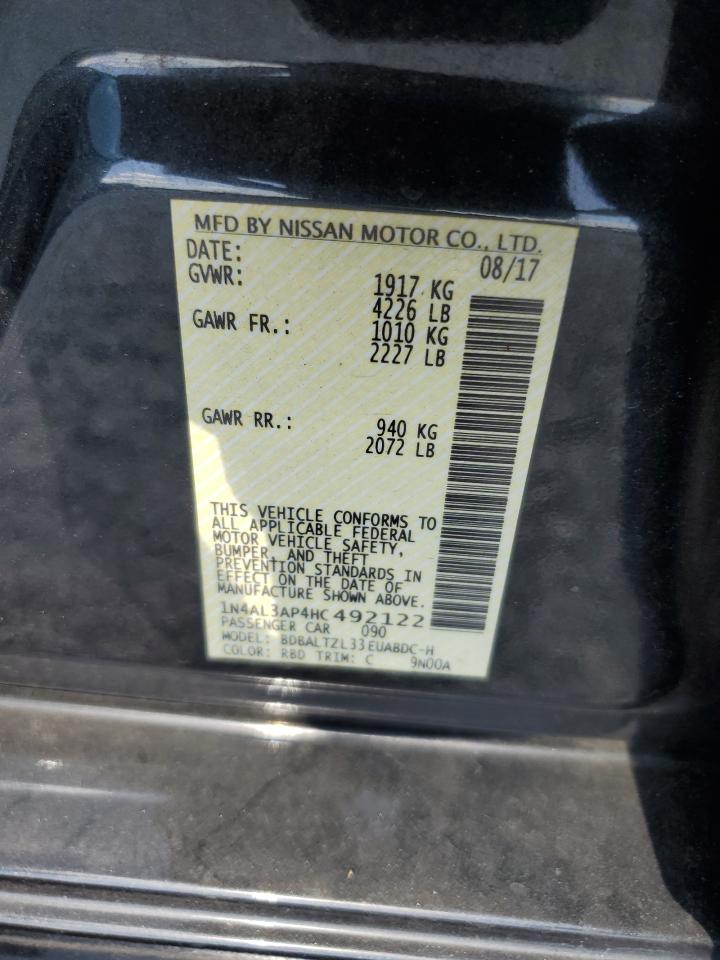 MFD BY NISSAN MOTOR CO., LTD.
DATE: 08/17
GVWR: 1917 KG
4226 LB
GAWR FR.: 1010 KG
2227 LB
GAWR RR.: 940 KG
2072 LB
THIS VEHICLE CONFORMS TO
ALL APPLICABLE FEDERAL
MOTOR VEHICLE SAFETY,
BUMPER, AND THEFT
PREVENTION STANDARDS IN
EFFECT ON THE DATE OF
MANUFACTURE SHOWN ABOVE.
1N4AL3AP4HC492122
PASSENGER CAR 090
MODEL: BDBALTZL33EUABDC-H
COLOR: RBD TRIM: C 9N00A